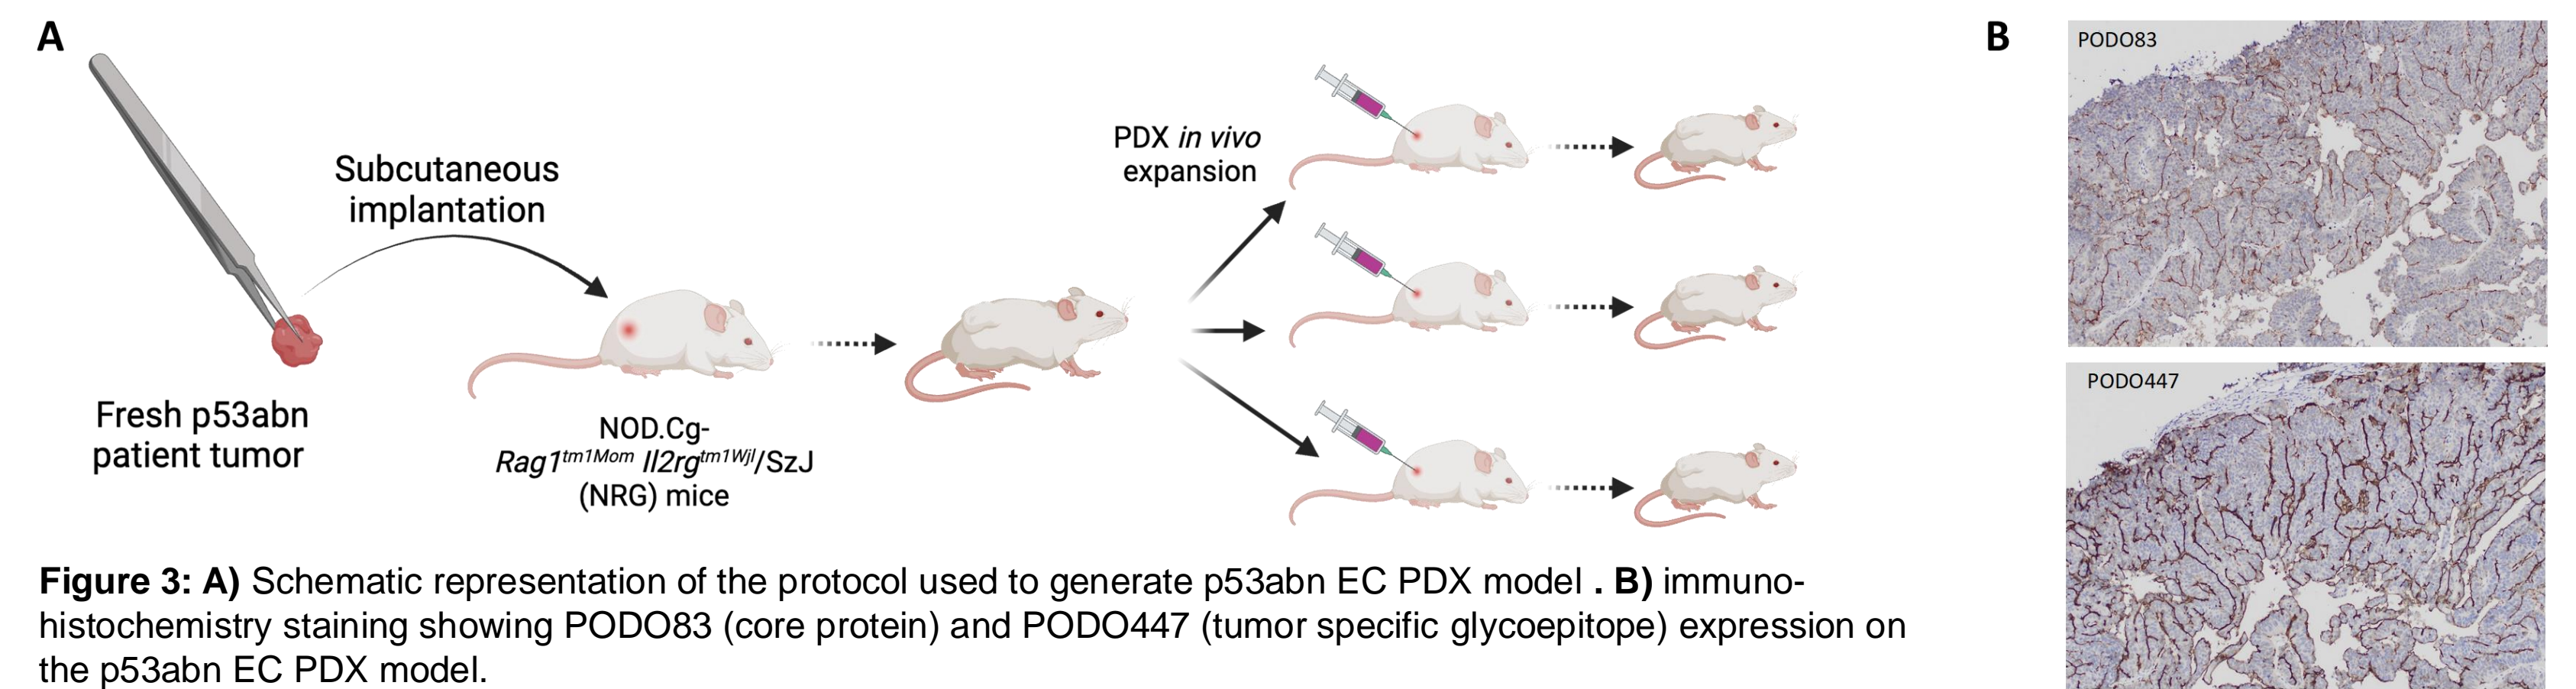 A
Subcutaneous
implantation
Fresh p53abn
patient tumor
NOD.Cg-
Rag1tm1Mom Il2rgtm1Wjl/SzJ
(NRG) mice
PDX in vivo
expansion
B
PODO83
PODO447
Figure 3: A) Schematic representation of the protocol used to generate p53abn EC PDX model . B) immuno-
histochemistry staining showing PODO83 (core protein) and PODO447 (tumor specific glycoepitope) expression on
the p53abn EC PDX model.